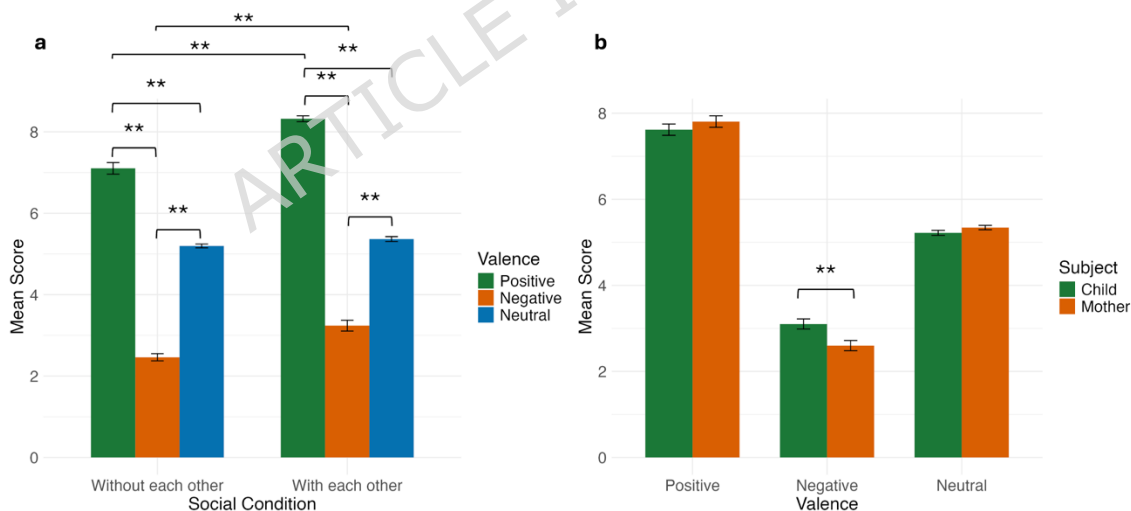 a
**
**
**
**
**
**
**
**
Mean Score
8
6
4
2
0
Without each other
With each other
Social Condition
Valence
Positive
Negative
Neutral
ARTICLE
b
**
Mean Score
8
6
4
2
0
Positive
Negative
Neutral
Valence
Subject
Child
Mother